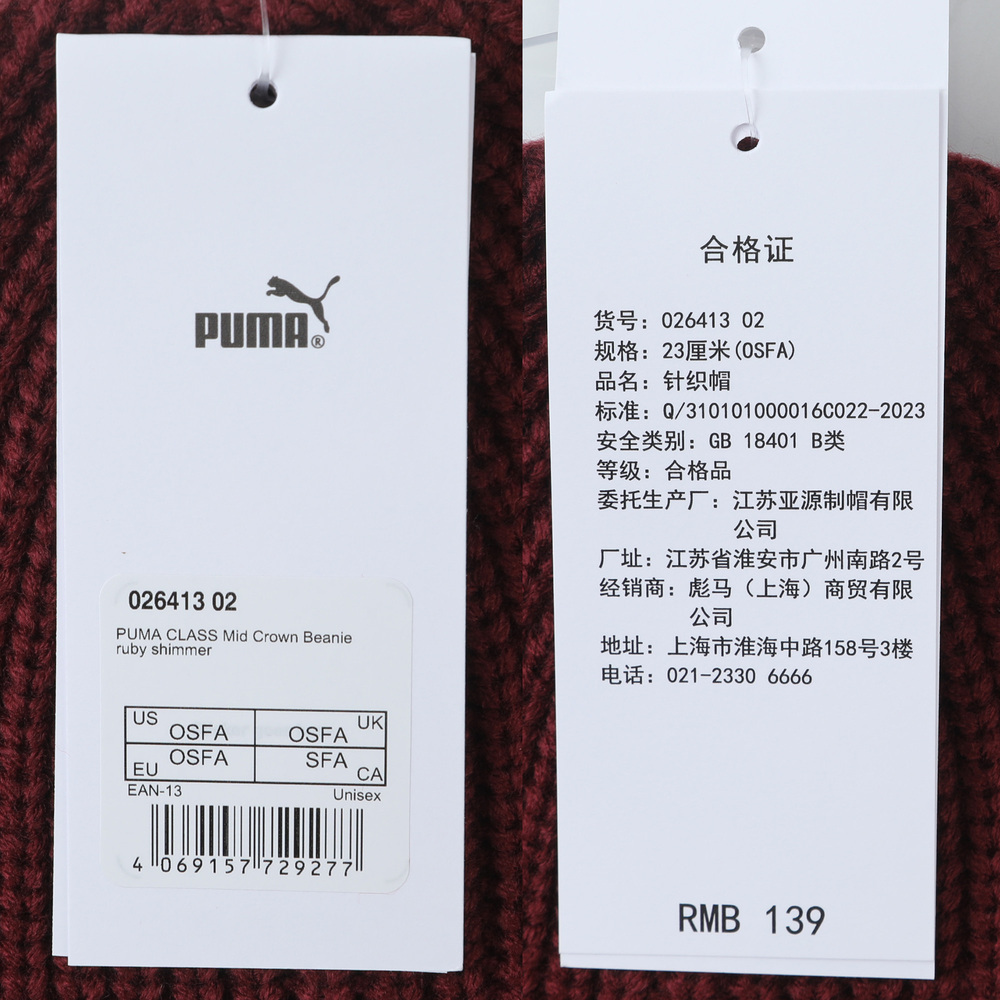 PUMA®
026413 02
PUMA CLASS Mid Crown Beanie
ruby shimmer
US OSFA OSFA UK
EU OSFA SFA CA
EAN-13 Unisex
4 069157 729277
合格证
货号：026413 02
规格：23厘米(OSFA)
品名：针织帽
标准：Q/310101000016C022-2023
安全类别：GB 18401 B类
等级：合格品
委托生产厂：江苏亚源制帽有限
公司
厂址：江苏省淮安市广州南路2号
经销商：彪马（上海）商贸有限
公司
地址：上海市淮海中路158号3楼
电话：021-2330 6666
RMB 139